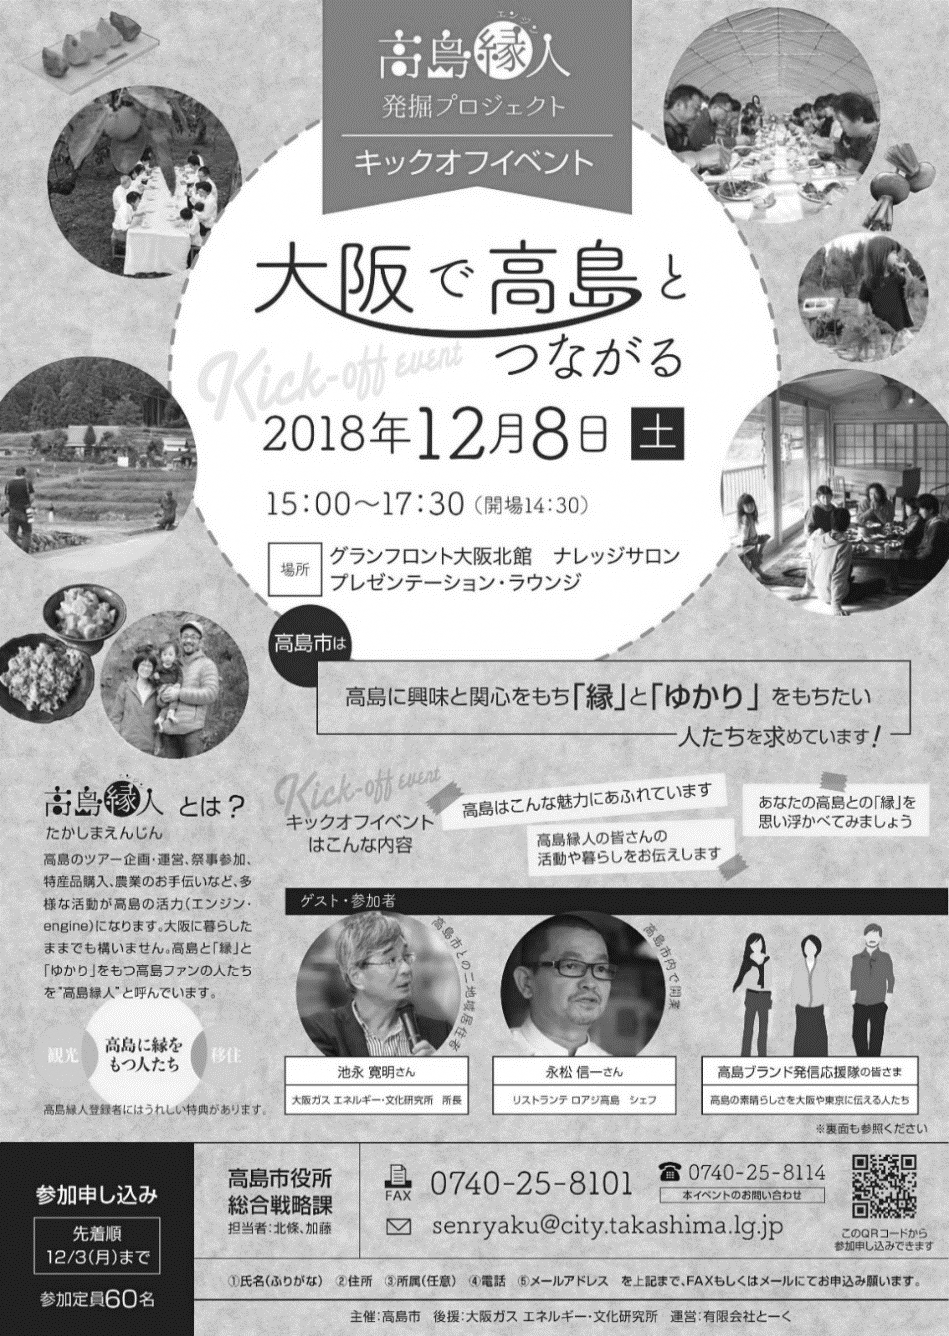 エンジン
高島縁人
発掘プロジェクト
キックオフイベント
大阪で高島と
つながる
Kick-off EVENT
2018年12月8日 土
15:00〜17:30（開場14:30）
場所
グランフロント大阪北館　ナレッジサロン
プレゼンテーション・ラウンジ
高島市は
高島に興味と関心をもち「縁」と「ゆかり」をもちたい
人たちを求めています！
高島縁人 とは？
たかしまえんじん
高島のツアー企画・運営、祭事参加、
特産品購入、農業のお手伝いなど、多
様な活動が高島の活力（エンジン・
engine）になります。大阪に暮らした
ままでも構いません。高島と「縁」と
「ゆかり」をもつ高島ファンの人たち
を"高島縁人"と呼んでいます。
観光
高島に縁を
もつ人たち
移住
高島縁人登録者にはうれしい特典があります。
Kick-off EVENT
キックオフイベント
はこんな内容
高島はこんな魅力にあふれています
高島縁人の皆さんの
活動や暮らしをお伝えします
あなたの高島との「縁」を
思い浮かべてみましょう
ゲスト・参加者
高島市との二地域居住者
池永 寛明さん
大阪ガス エネルギー・文化研究所　所長
高島市内で開業
永松 信一さん
リストランテ ロアジ高島　シェフ
高島ブランド発信応援隊の皆さま
高島の素晴らしさを大阪や東京に伝える人たち
※裏面も参照ください
参加申し込み
先着順
12/3(月)まで
参加定員60名
高島市役所
総合戦略課
担当者：北條、加藤
FAX 0740-25-8101
0740-25-8114
本イベントのお問い合わせ
senryaku@city.takashima.lg.jp
このQRコードから
参加申し込みできます
①氏名(ふりがな)　②住所　③所属(任意)　④電話　⑤メールアドレス　を上記まで、FAXもしくはメールにてお申込み願います。
主催：高島市　後援：大阪ガス エネルギー・文化研究所　運営：有限会社とーく